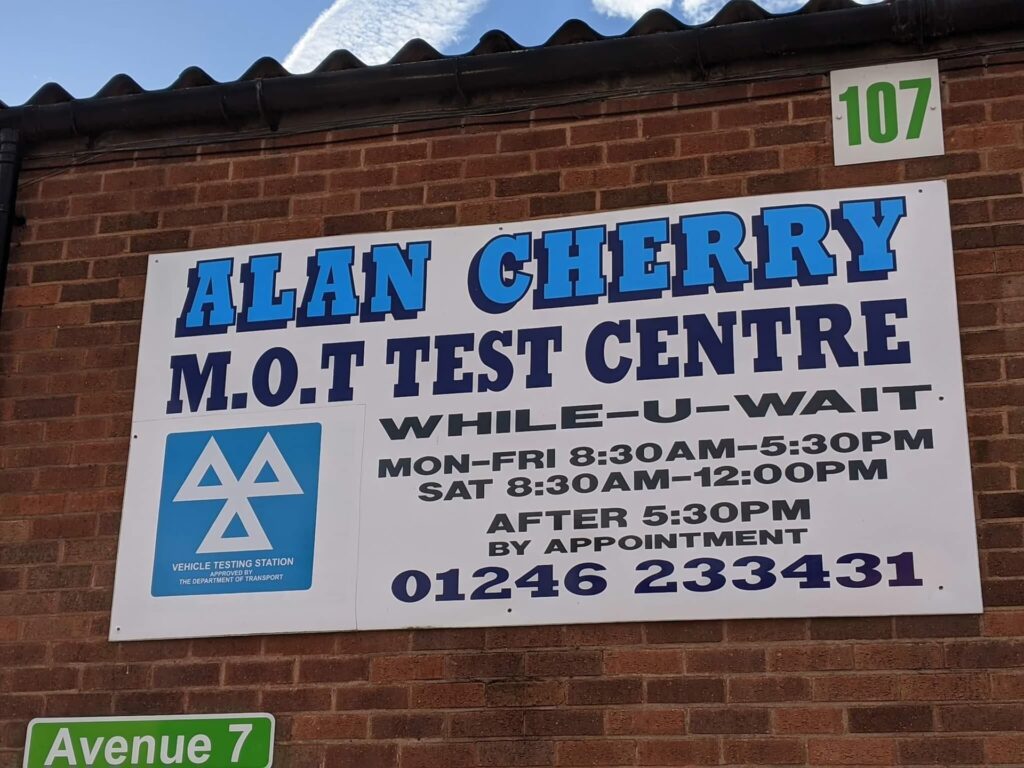 107
ALAN CHERRY
M.O.T TEST CENTRE
WHILE-U-WAIT
MON-FRI 8:30AM-5:30PM
SAT 8:30AM-12:00PM
AFTER 5:30PM
BY APPOINTMENT
01246 233431
VEHICLE TESTING STATION
APPROVED BY
THE DEPARTMENT OF TRANSPORT
Avenue 7